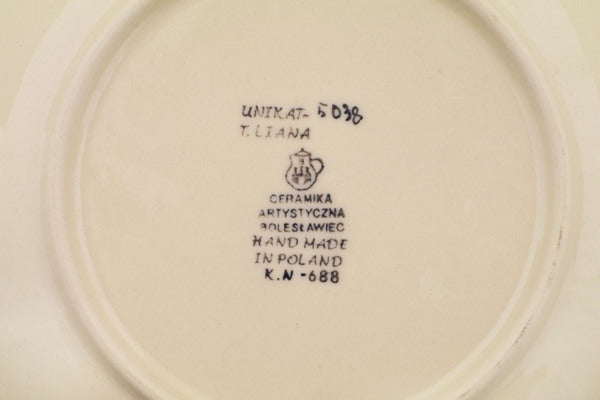 UNIKAT- 5038
T. LIANA
CERAMIKA
ARTYSTYCZNA
BOLESŁAWIEC
HAND MADE
IN POLAND
K.N -688